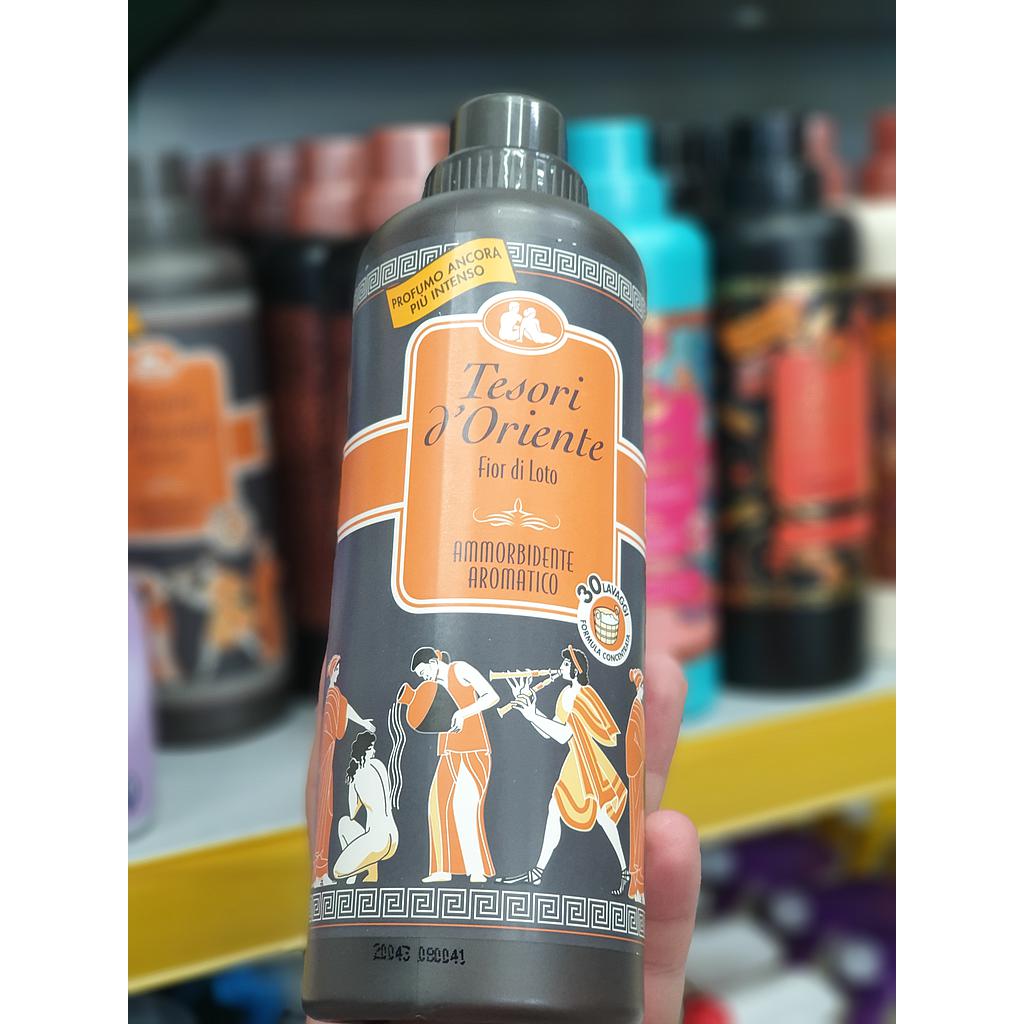 PROFUMO ANCORA
PIÙ INTENSO
Tesori
d'Oriente
Fior di Loto
AMMORBIDENTE
AROMATICO
30 LAVAGGI
FORMULA CONCENTRATA
20043 080041